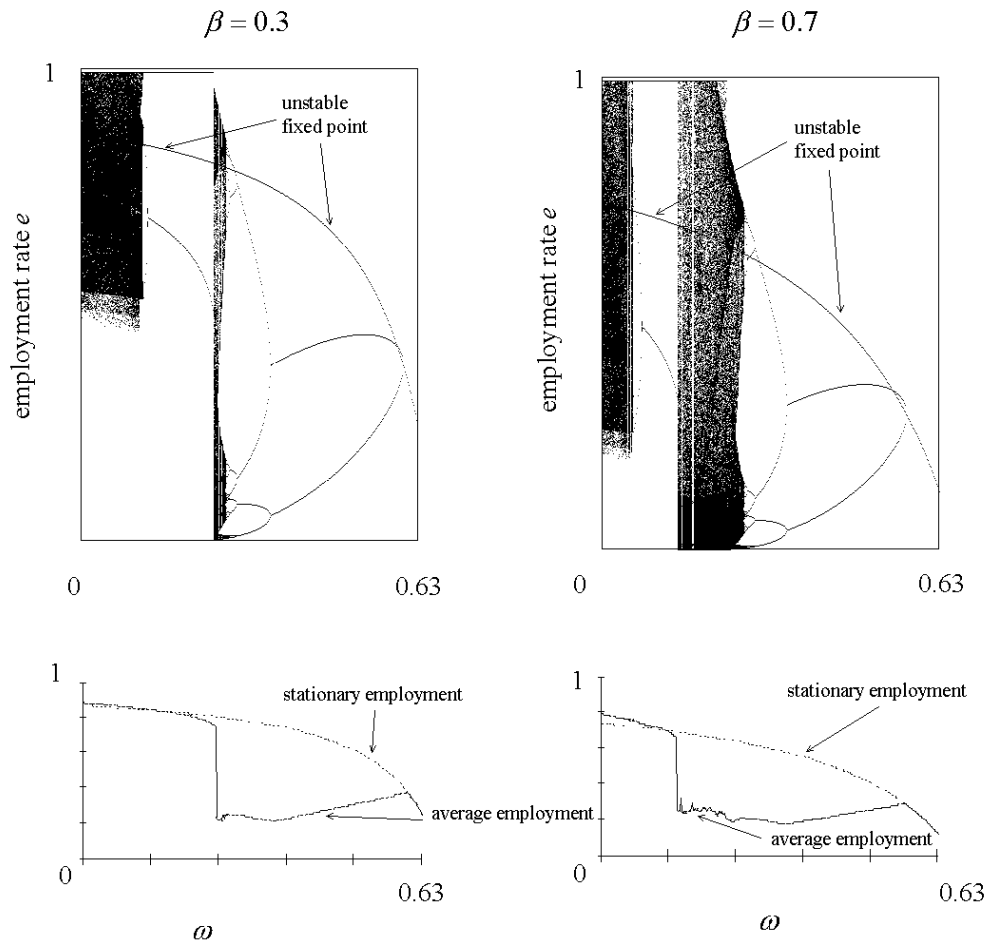 β = 0.3
β = 0.7
1
unstable
fixed point
employment rate e
0
0.63
1
unstable
fixed point
employment rate e
0
0.63
1
stationary employment
average employment
0
0.63
ω
1
stationary employment
average employment
0
0.63
ω